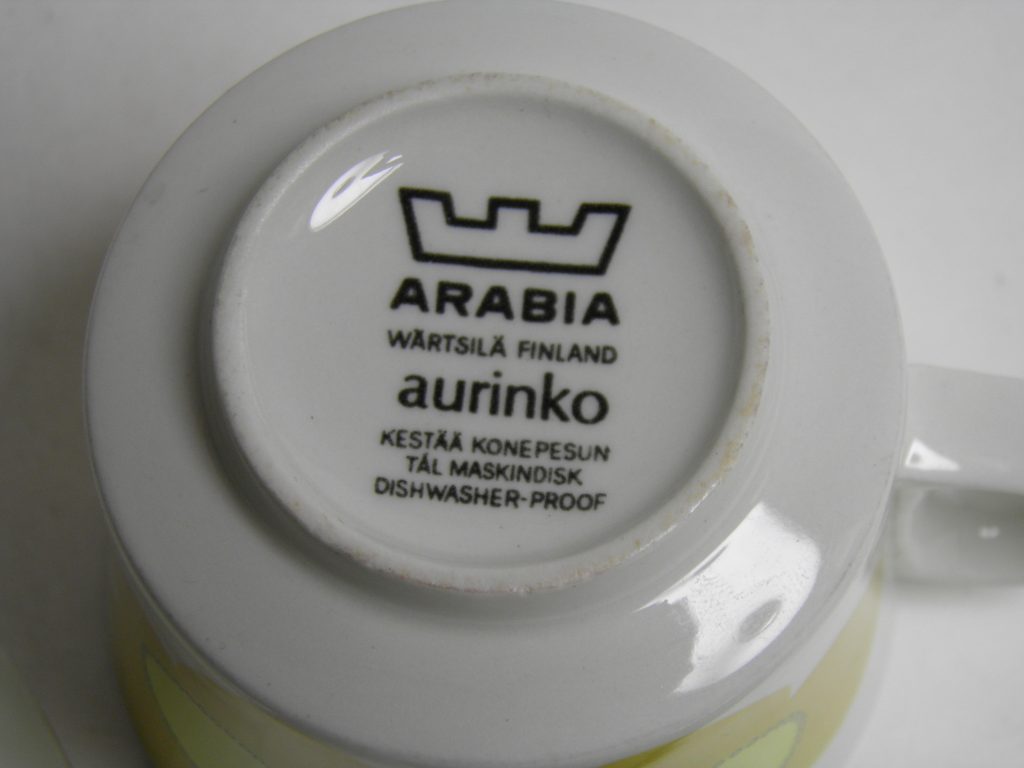 ARABIA
WÄRTSILÄ FINLAND
aurinko
KESTÄÄ KONEPESUN
TÅL MASKINDISK
DISHWASHER-PROOF